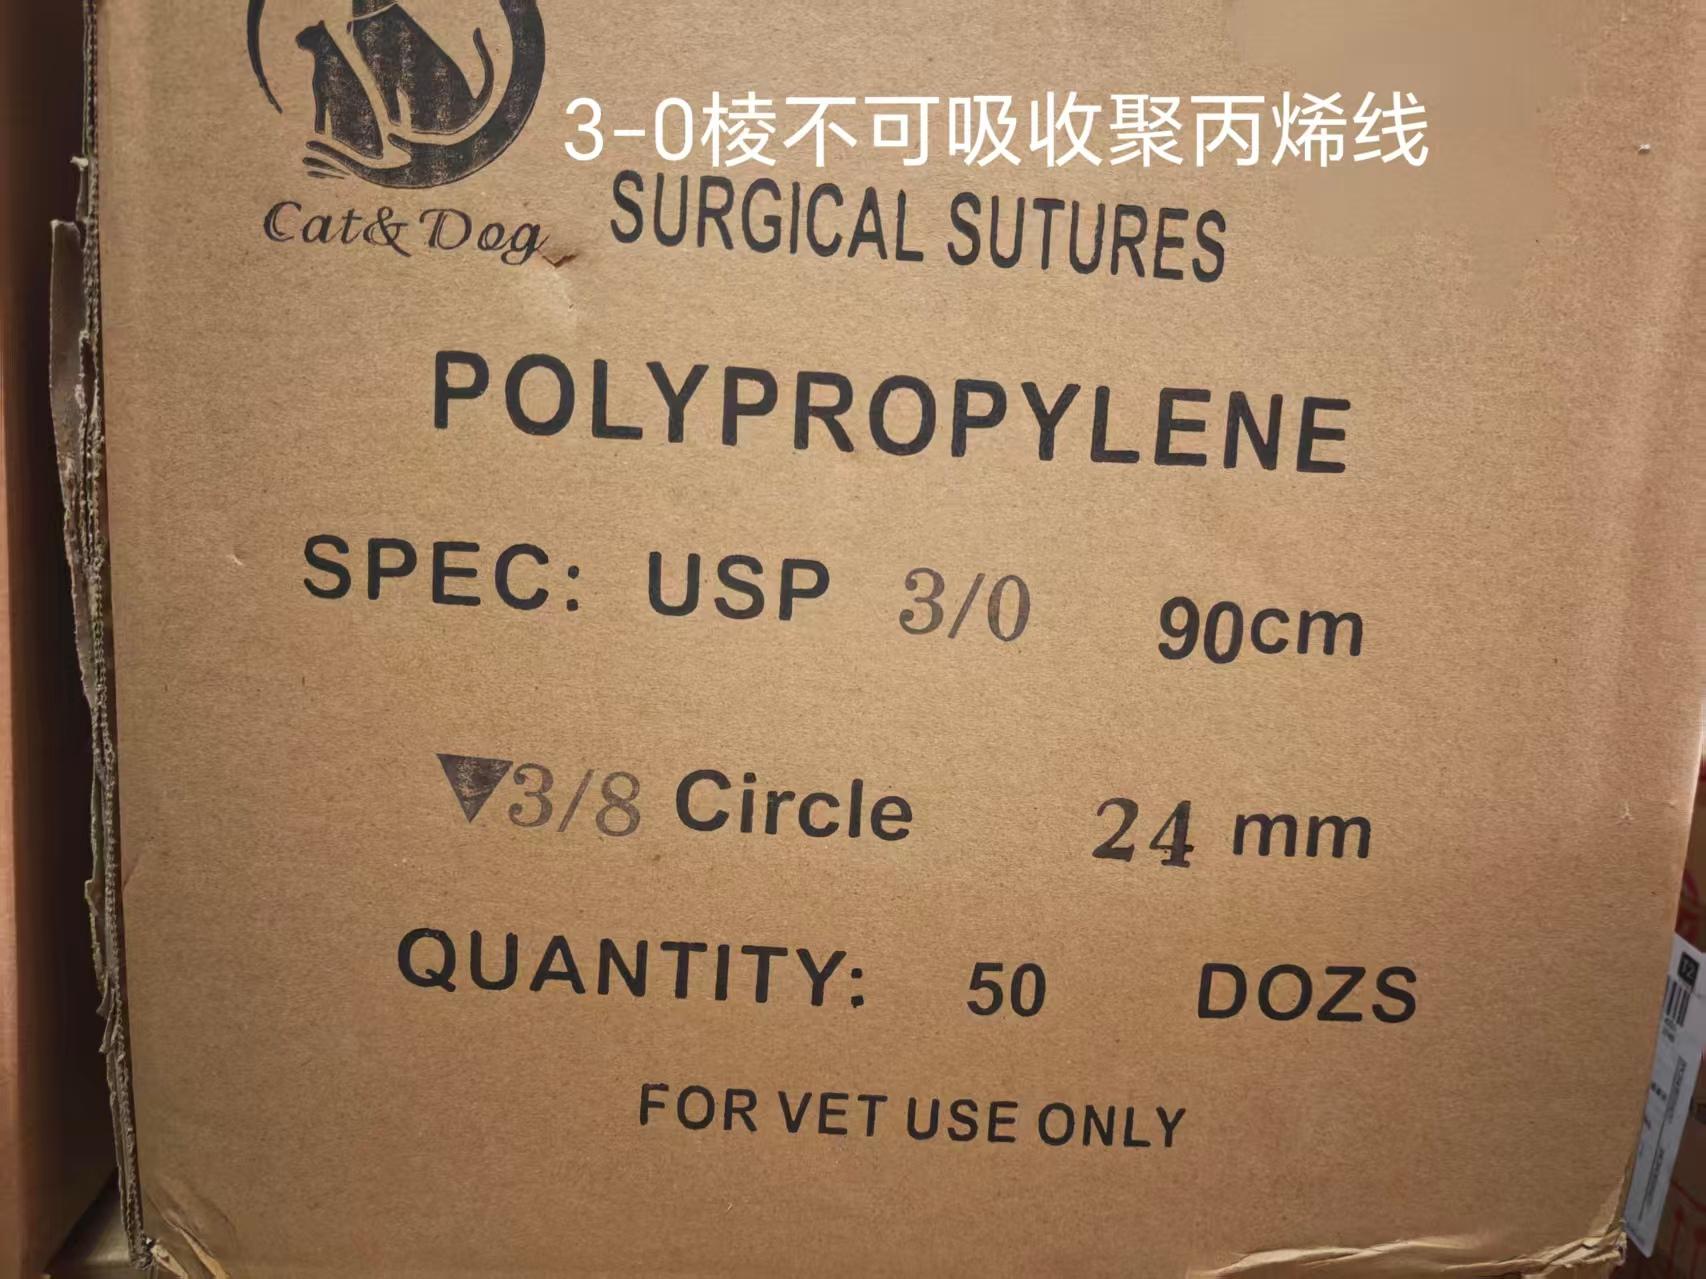 3-0棱不可吸收聚丙烯线
Cat& Dog
SURGICAL SUTURES
POLYPROPYLENE
SPEC: USP 3/0 90cm
▼3/8 Circle 24 mm
QUANTITY: 50 DOZS
FOR VET USE ONLY